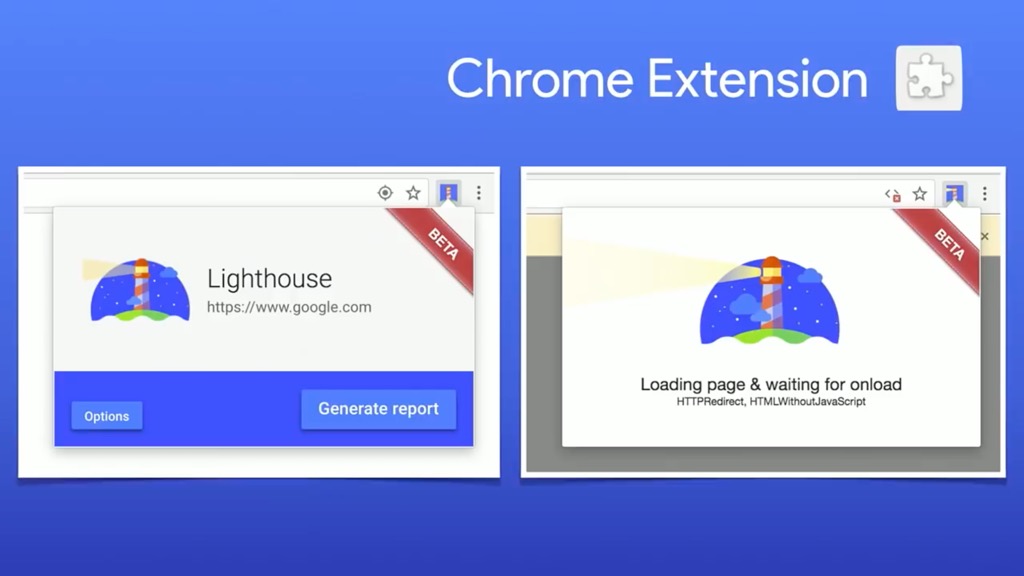 Chrome Extension
BETA
Lighthouse
https://www.google.com
Options
Generate report
BETA
Loading page & waiting for onload
HTTPRedirect, HTMLWithoutJavaScript